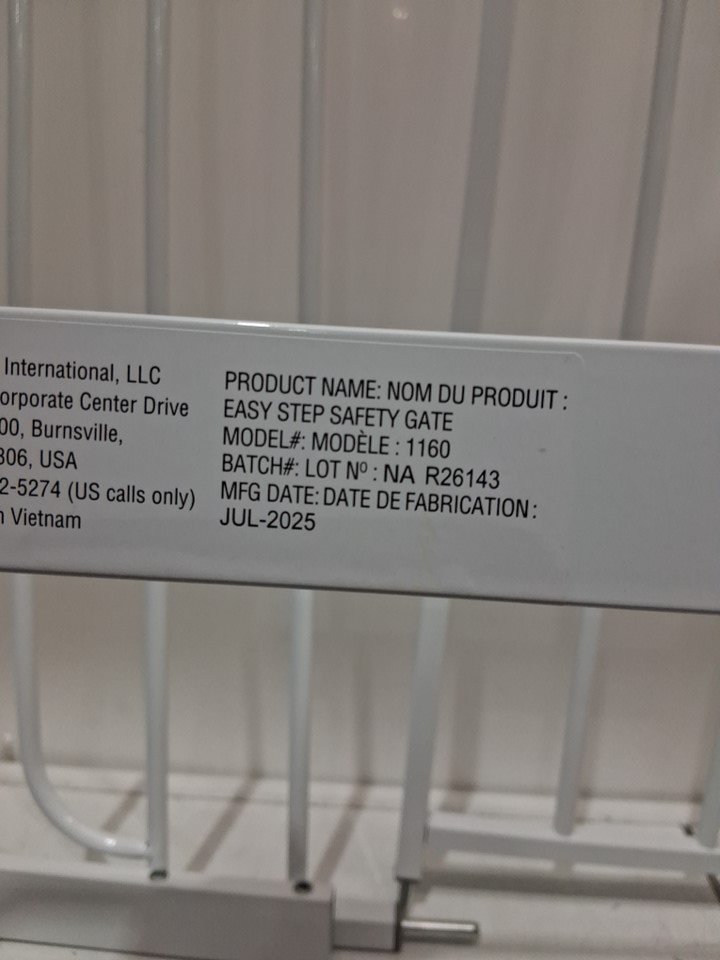 International, LLC
orporate Center Drive
00, Burnsville,
306, USA
2-5274 (US calls only)
n Vietnam
PRODUCT NAME: NOM DU PRODUIT :
EASY STEP SAFETY GATE
MODEL#: MODÈLE : 1160
BATCH#: LOT Nº : NA R26143
MFG DATE: DATE DE FABRICATION :
JUL-2025